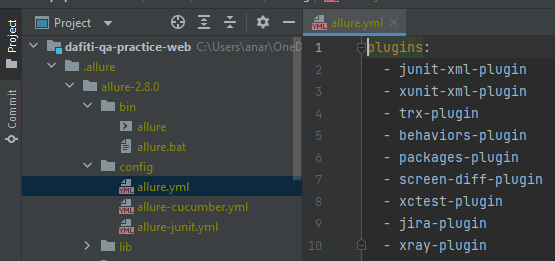 Project
allure.yml
Project
dafiti-qa-practice-web C:\Users\anar\OneD
.allure
allure-2.8.0
bin
allure
allure.bat
config
YML allure.yml
YML allure-cucumber.yml
YML allure-junit.yml
lib
Commit
1 plugins:
2 - junit-xml-plugin
3 - xunit-xml-plugin
4 - trx-plugin
5 - behaviors-plugin
6 - packages-plugin
7 - screen-diff-plugin
8 - xctest-plugin
9 - jira-plugin
10 - xray-plugin